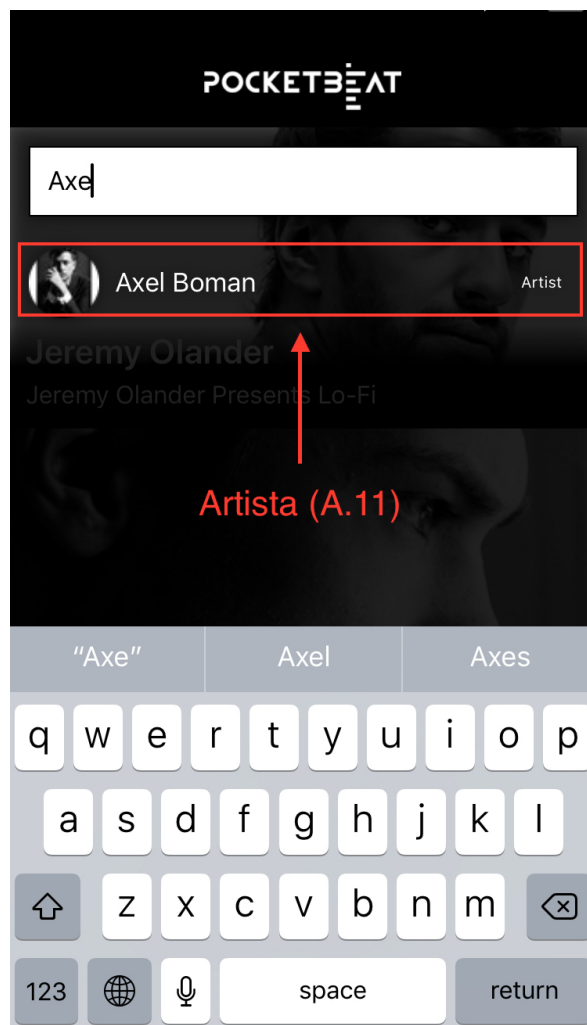 POCKETBEAT
Axe
Axel Boman Artist
Jeremy Olander
Jeremy Olander Presents Lo-Fi
Artista (A.11)
“Axe” Axel Axes
q w e r t y u i o p
a s d f g h j k l
z x c v b n m
123 space return